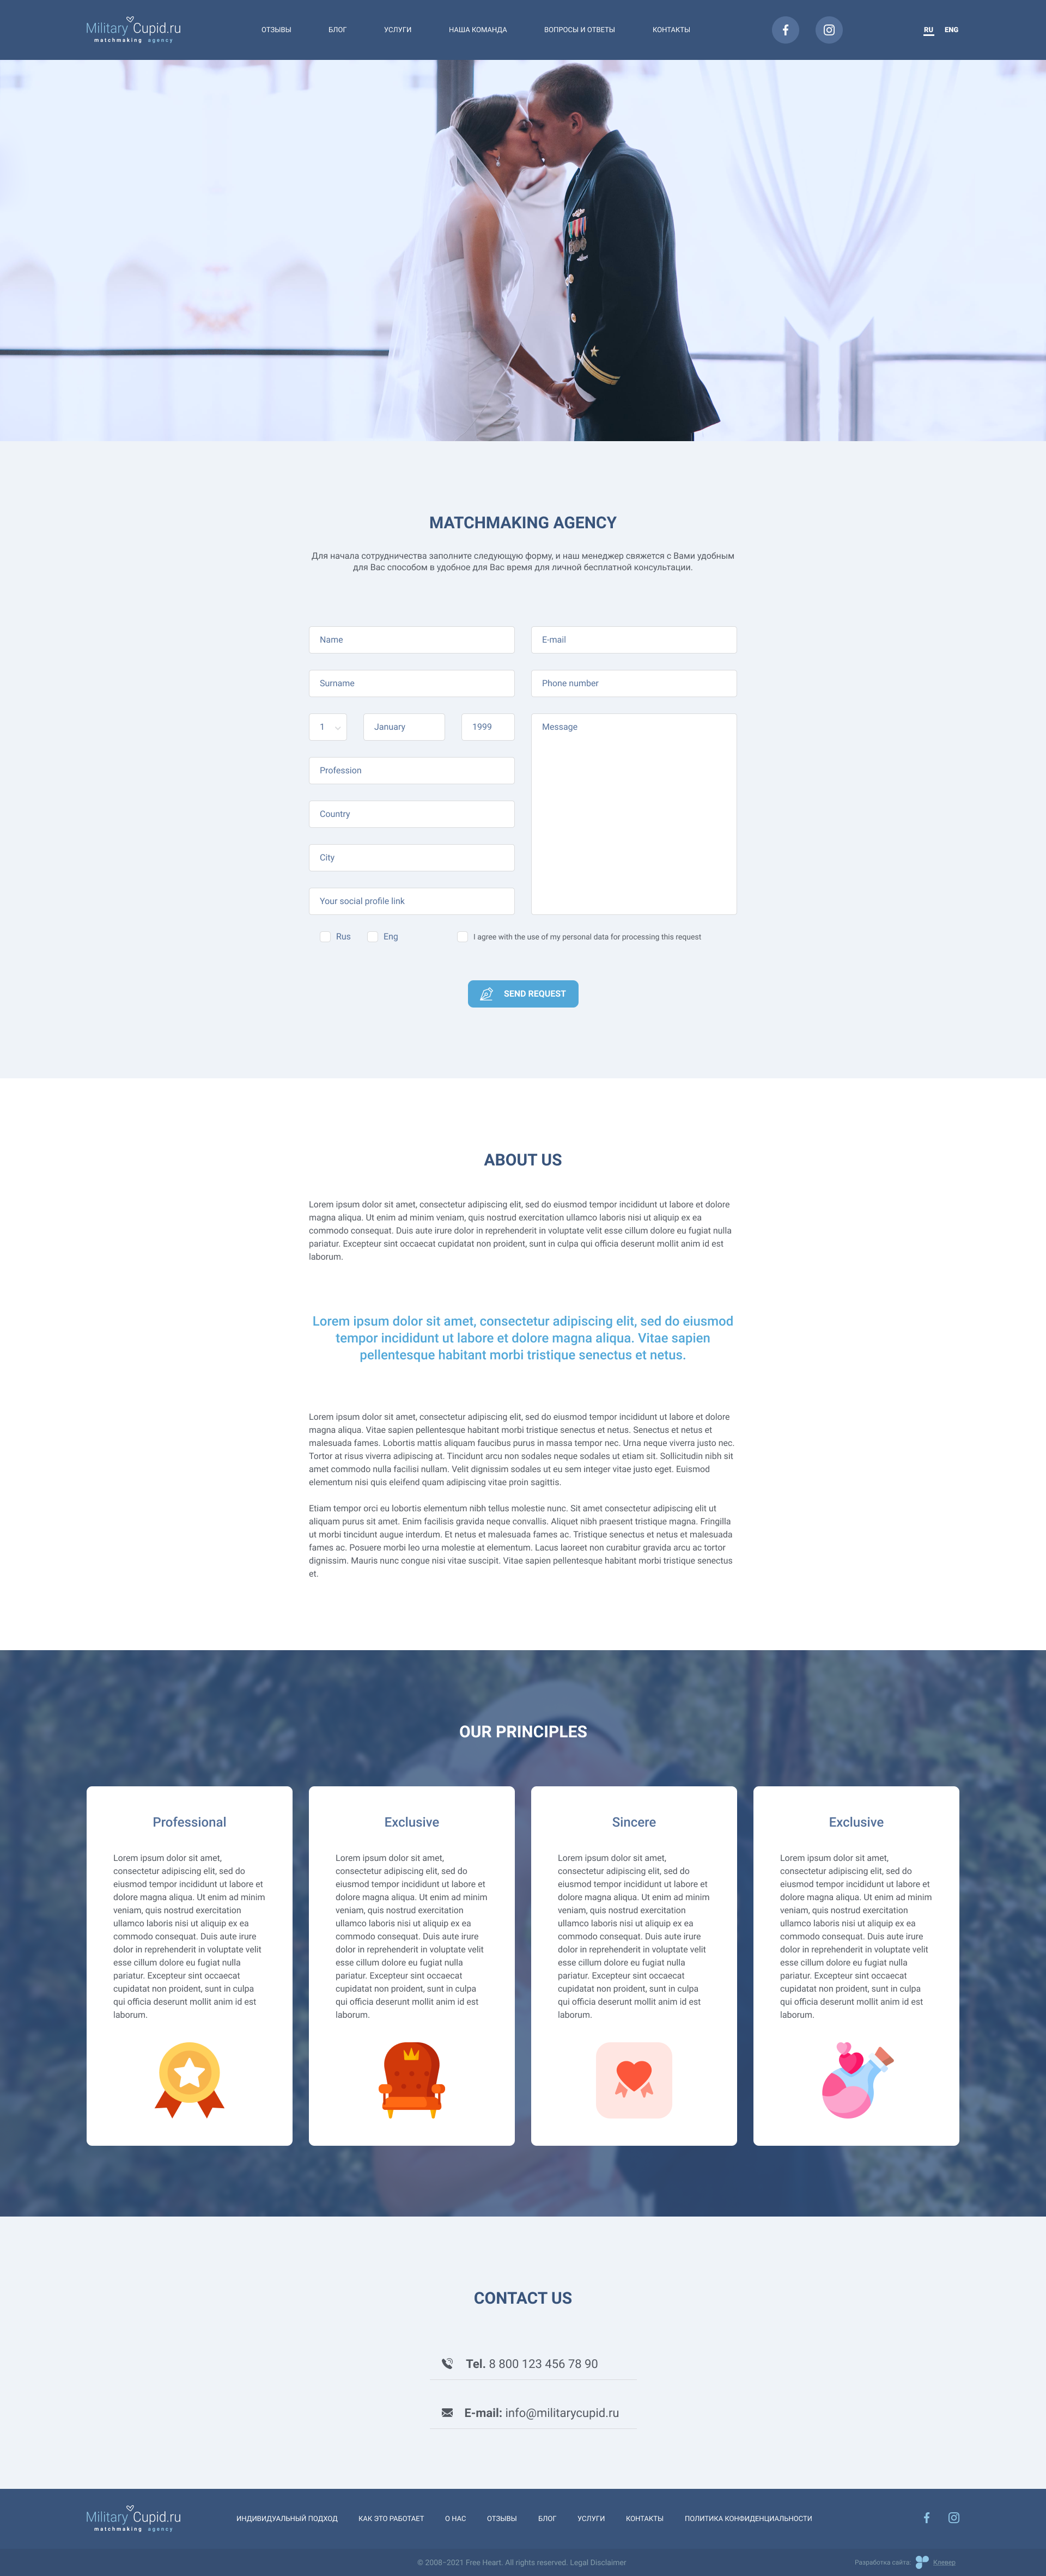 Military Cupid.ru
matchmaking agency
ОТЗЫВЫ БЛОГ УСЛУГИ НАША КОМАНДА ВОПРОСЫ И ОТВЕТЫ КОНТАКТЫ
RU ENG
MATCHMAKING AGENCY
Для начала сотрудничества заполните следующую форму, и наш менеджер свяжется с Вами удобным
для Вас способом в удобное для Вас время для личной бесплатной консультации.
Name
E-mail
Surname
Phone number
1 January 1999
Message
Profession
Country
City
Your social profile link
Rus Eng
I agree with the use of my personal data for processing this request
SEND REQUEST
ABOUT US
Lorem ipsum dolor sit amet, consectetur adipiscing elit, sed do eiusmod tempor incididunt ut labore et dolore
magna aliqua. Ut enim ad minim veniam, quis nostrud exercitation ullamco laboris nisi ut aliquip ex ea
commodo consequat. Duis aute irure dolor in reprehenderit in voluptate velit esse cillum dolore eu fugiat nulla
pariatur. Excepteur sint occaecat cupidatat non proident, sunt in culpa qui officia deserunt mollit anim id est
laborum.
Lorem ipsum dolor sit amet, consectetur adipiscing elit, sed do eiusmod
tempor incididunt ut labore et dolore magna aliqua. Vitae sapien
pellentesque habitant morbi tristique senectus et netus.
Lorem ipsum dolor sit amet, consectetur adipiscing elit, sed do eiusmod tempor incididunt ut labore et dolore
magna aliqua. Vitae sapien pellentesque habitant morbi tristique senectus et netus. Senectus et netus et
malesuada fames. Lobortis mattis aliquam faucibus purus in massa tempor nec. Urna neque viverra justo nec.
Tortor at risus viverra adipiscing at. Tincidunt arcu non sodales neque sodales ut etiam sit. Sollicitudin nibh sit
amet commodo nulla facilisi nullam. Velit dignissim sodales ut eu sem integer vitae justo eget. Euismod
elementum nisi quis eleifend quam adipiscing vitae proin sagittis.
Etiam tempor orci eu lobortis elementum nibh tellus molestie nunc. Sit amet consectetur adipiscing elit ut
aliquam purus sit amet. Enim facilisis gravida neque convallis. Aliquet nibh praesent tristique magna. Fringilla
ut morbi tincidunt augue interdum. Et netus et malesuada fames ac. Tristique senectus et netus et malesuada
fames ac. Posuere morbi leo urna molestie at elementum. Lacus laoreet non curabitur gravida arcu ac tortor
dignissim. Mauris nunc congue nisi vitae suscipit. Vitae sapien pellentesque habitant morbi tristique senectus
et.
OUR PRINCIPLES
Professional
Lorem ipsum dolor sit amet,
consectetur adipiscing elit, sed do
eiusmod tempor incididunt ut labore et
dolore magna aliqua. Ut enim ad minim
veniam, quis nostrud exercitation
ullamco laboris nisi ut aliquip ex ea
commodo consequat. Duis aute irure
dolor in reprehenderit in voluptate velit
esse cillum dolore eu fugiat nulla
pariatur. Excepteur sint occaecat
cupidatat non proident, sunt in culpa
qui officia deserunt mollit anim id est
laborum.
Exclusive
Lorem ipsum dolor sit amet,
consectetur adipiscing elit, sed do
eiusmod tempor incididunt ut labore et
dolore magna aliqua. Ut enim ad minim
veniam, quis nostrud exercitation
ullamco laboris nisi ut aliquip ex ea
commodo consequat. Duis aute irure
dolor in reprehenderit in voluptate velit
esse cillum dolore eu fugiat nulla
pariatur. Excepteur sint occaecat
cupidatat non proident, sunt in culpa
qui officia deserunt mollit anim id est
laborum.
Sincere
Lorem ipsum dolor sit amet,
consectetur adipiscing elit, sed do
eiusmod tempor incididunt ut labore et
dolore magna aliqua. Ut enim ad minim
veniam, quis nostrud exercitation
ullamco laboris nisi ut aliquip ex ea
commodo consequat. Duis aute irure
dolor in reprehenderit in voluptate velit
esse cillum dolore eu fugiat nulla
pariatur. Excepteur sint occaecat
cupidatat non proident, sunt in culpa
qui officia deserunt mollit anim id est
laborum.
Exclusive
Lorem ipsum dolor sit amet,
consectetur adipiscing elit, sed do
eiusmod tempor incididunt ut labore et
dolore magna aliqua. Ut enim ad minim
veniam, quis nostrud exercitation
ullamco laboris nisi ut aliquip ex ea
commodo consequat. Duis aute irure
dolor in reprehenderit in voluptate velit
esse cillum dolore eu fugiat nulla
pariatur. Excepteur sint occaecat
cupidatat non proident, sunt in culpa
qui officia deserunt mollit anim id est
laborum.
CONTACT US
Tel. 8 800 123 456 78 90
E-mail: info@militarycupid.ru
Military Cupid.ru
matchmaking agency
ИНДИВИДУАЛЬНЫЙ ПОДХОД КАК ЭТО РАБОТАЕТ О НАС ОТЗЫВЫ БЛОГ УСЛУГИ КОНТАКТЫ ПОЛИТИКА КОНФИДЕНЦИАЛЬНОСТИ
© 2008–2021 Free Heart. All rights reserved. Legal Disclaimer
Разработка сайта: Клевер